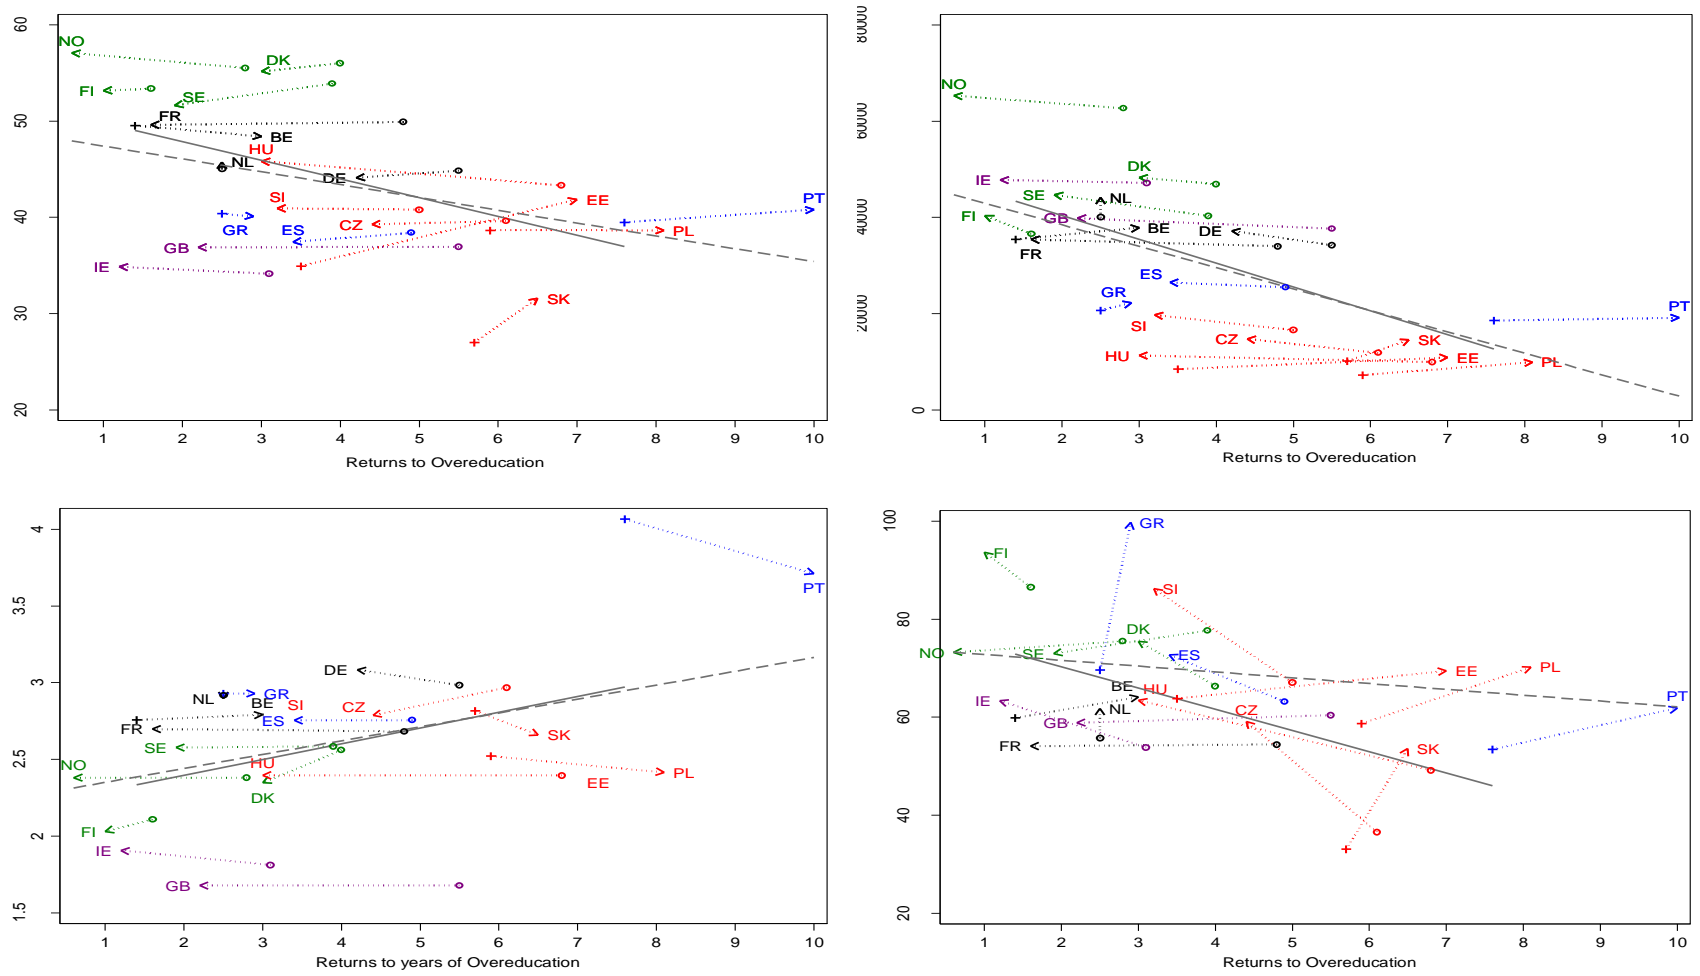 60
50
40
30
20
NO
DK
FI
SE
FR
BE
HU
NL
DE
SI
EE
PT
GR
ES
CZ
PL
GB
IE
SK
1 2 3 4 5 6 7 8 9 10
Returns to Overeducation
80000
60000
40000
20000
0
NO
DK
IE
SE
NL
FI
GB
BE
DE
FR
ES
GR
PT
SI
CZ
SK
HU
EE
PL
1 2 3 4 5 6 7 8 9 10
Returns to Overeducation
4
3.5
3
2.5
2
1.5
PT
DE
NL
GR
BE
SI
CZ
ES
FR
SK
SE
NO
HU
PL
EE
DK
FI
IE
GB
1 2 3 4 5 6 7 8 9 10
Returns to years of Overeducation
100
80
60
40
20
GR
FI
SI
DK
NO
SE
ES
EE
PL
BE
HU
PT
IE
NL
CZ
GB
FR
SK
1 2 3 4 5 6 7 8 9 10
Returns to Overeducation